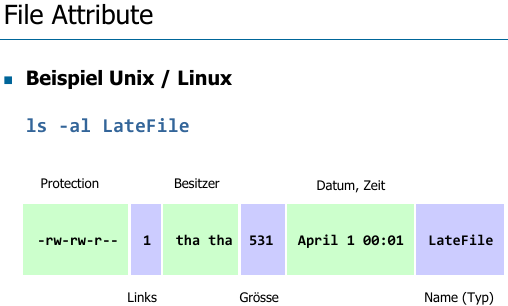 File Attribute
Beispiel Unix / Linux
ls -al LateFile
Protection Besitzer Datum, Zeit
-rw-rw-r-- 1 tha tha 531 April 1 00:01 LateFile
Links Grösse Name (Typ)